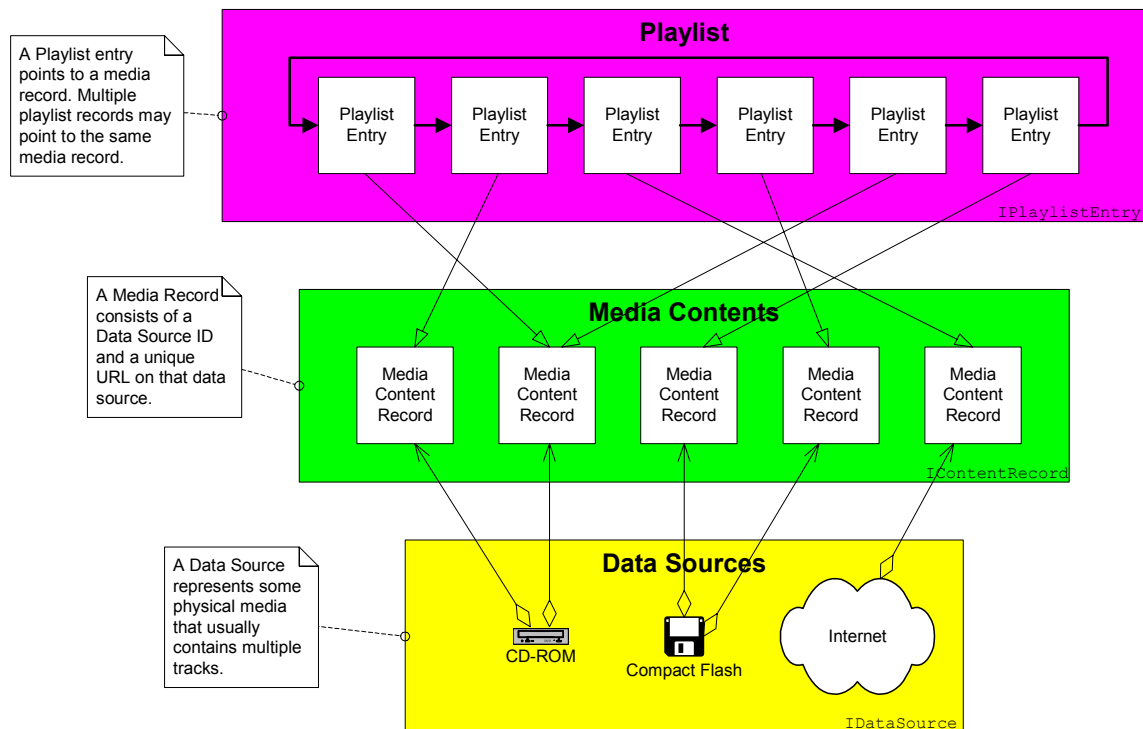 Playlist
A Playlist entry
points to a media
record. Multiple
playlist records may
point to the same
media record.
Playlist
Entry
Playlist
Entry
Playlist
Entry
Playlist
Entry
Playlist
Entry
Playlist
Entry
IPlaylistEntry
A Media Record
consists of a
Data Source ID
and a unique
URL on that data
source.
Media Contents
Media
Content
Record
Media
Content
Record
Media
Content
Record
Media
Content
Record
Media
Content
Record
IContentRecord
A Data Source
represents some
physical media
that usually
contains multiple
tracks.
Data Sources
CD-ROM
Compact Flash
Internet
IDataSource